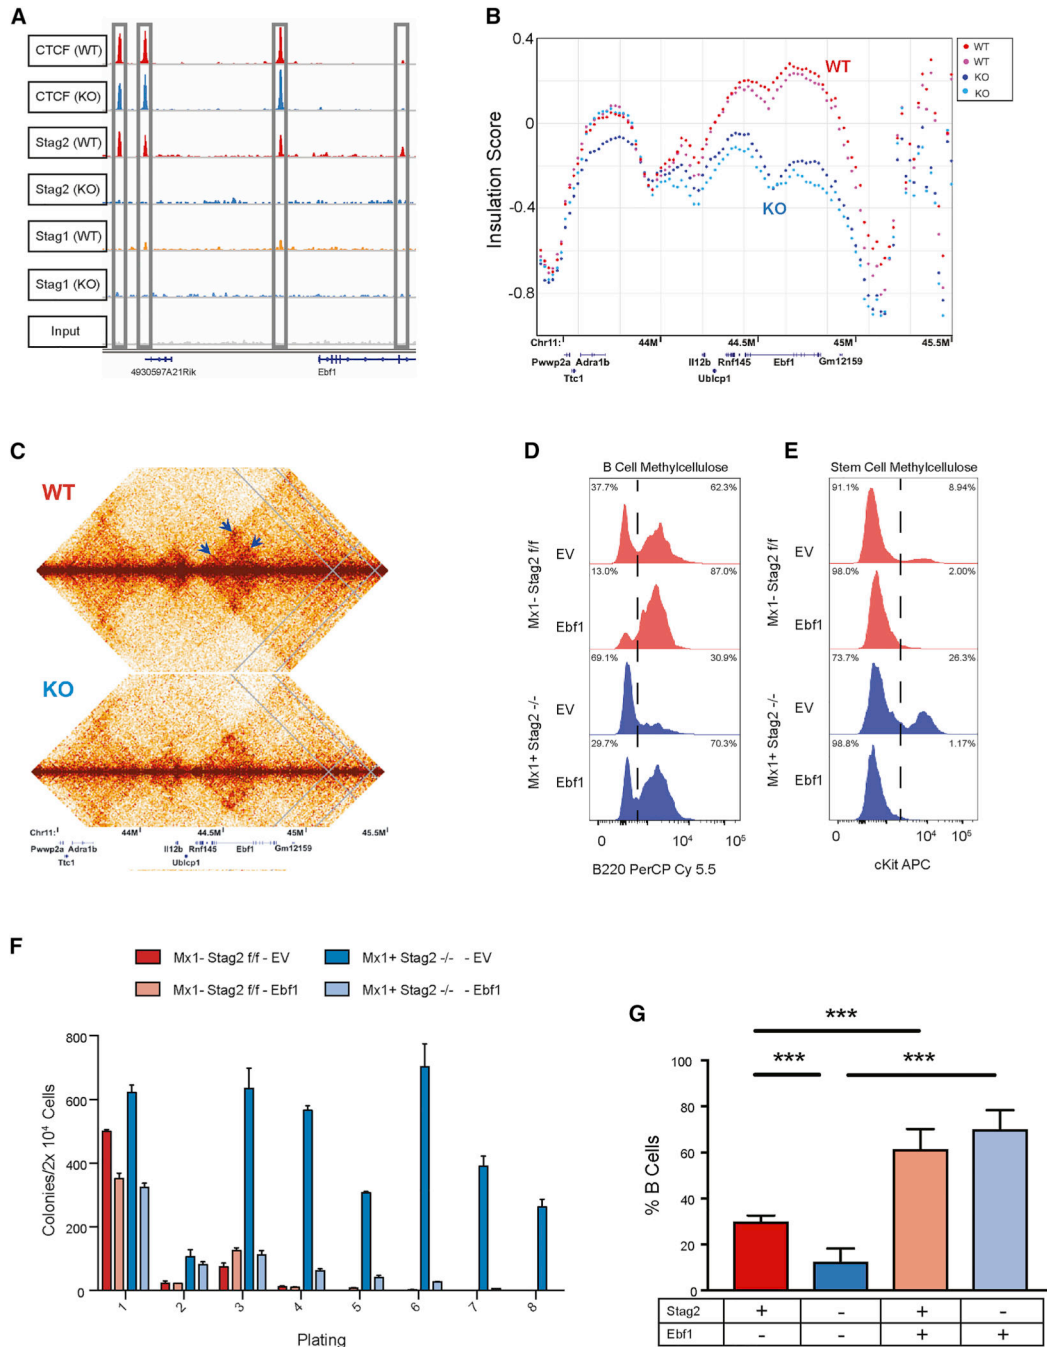 A
CTCF (WT)
CTCF (KO)
Stag2 (WT)
Stag2 (KO)
Stag1 (WT)
Stag1 (KO)
Input
4930597A21Rik
Ebf1
B
Insulation Score
0.4
0
-0.4
-0.8
WT
KO
WT
WT
KO
KO
Chr11:
44M
44.5M
45M
45.5M
Pwwp2a Adra1b Il12b Rnf145 Ebf1 Gm12159
Ttc1 Ublcp1
C
WT
KO
Chr11: 44M 44.5M 45M 45.5M
Pwwp2a Adra1b Il12b Rnf145 Ebf1 Gm12159
Ttc1 Ublcp1
D
B Cell Methylcellulose
Mx1- Stag2 f/f
Mx1+ Stag2 -/-
37.7% 62.3%
EV
13.0% 87.0%
Ebf1
69.1% 30.9%
EV
29.7% 70.3%
Ebf1
0 10⁴ 10⁵
B220 PerCP Cy 5.5
E
Stem Cell Methylcellulose
Mx1- Stag2 f/f
Mx1+ Stag2 -/-
91.1% 8.94%
EV
98.0% 2.00%
Ebf1
73.7% 26.3%
EV
98.8% 1.17%
Ebf1
0 10⁴ 10⁵
cKit APC
F
Mx1- Stag2 f/f - EV
Mx1+ Stag2 -/- - EV
Mx1- Stag2 f/f - Ebf1
Mx1+ Stag2 -/- - Ebf1
Colonies/2x 10⁴ Cells
800
600
400
200
0
1 2 3 4 5 6 7 8
Plating
G
% B Cells
100
80
60
40
20
0
***
*** ***
Stag2 + - + -
Ebf1 - - + +